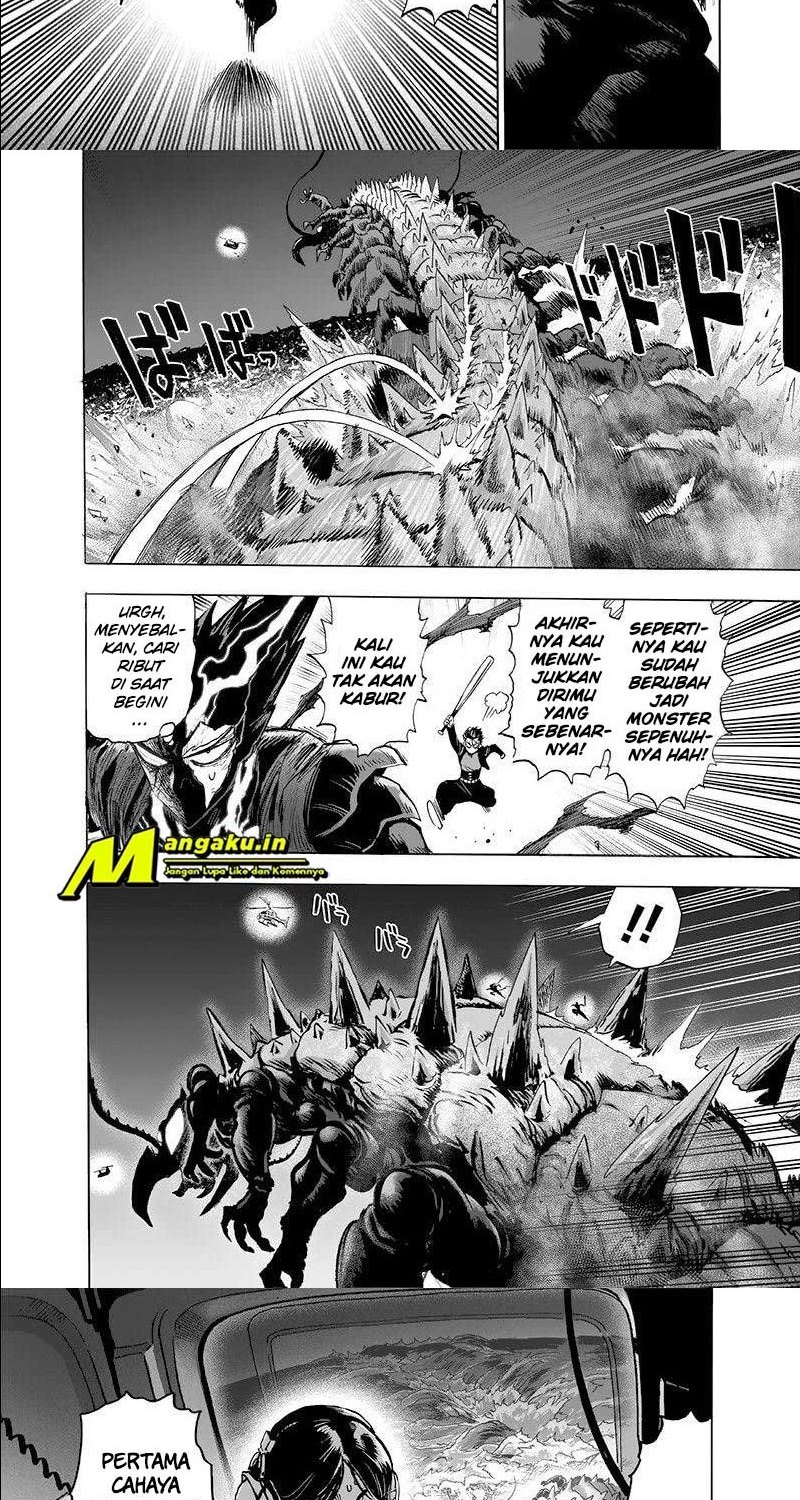 ドドドド
ばばっ
SEPERTI-
NYA KAU
SUDAH
BERUBAH
JADI
MONSTER
SEPENUH-
NYA HAH!
AKHIR-
NYA KAU
MENUN-
JUKKAN
DIRIMU
YANG
SEBENAR-
NYA!
KALI
INI KAU
TAK AKAN
KABUR!
URGH,
MENYEBAL-
KAN, CARI
RIBUT
DI SAAT
BEGINI
...
Mangaku.in
Jangan Lupa Like dan Komennya
!!
バラ
バラ
PERTAMA
CAHAYA